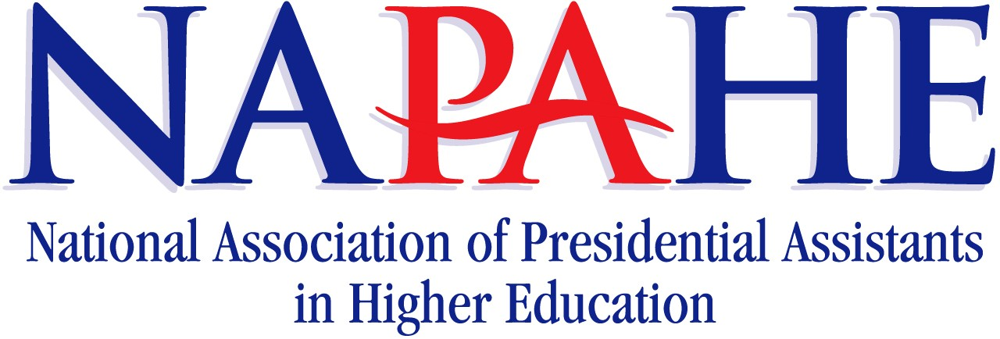 NAPAHE
National Association of Presidential Assistants
in Higher Education